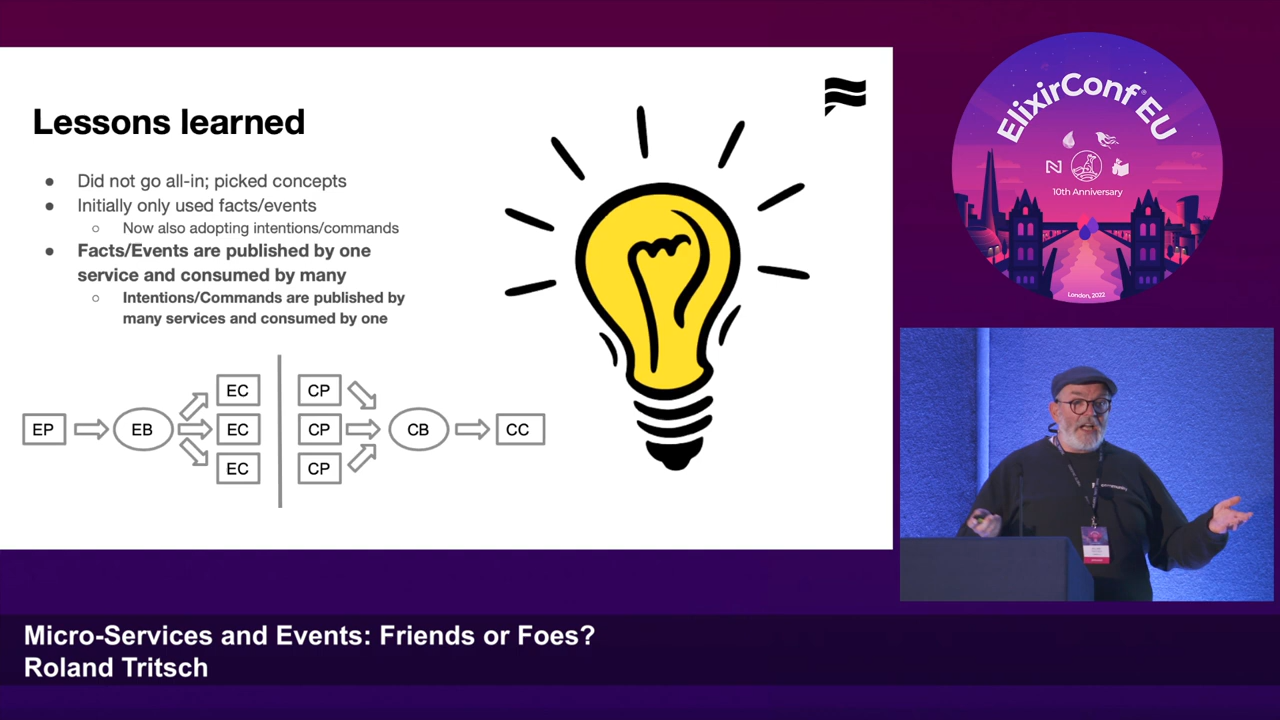 Lessons learned
● Did not go all-in; picked concepts
● Initially only used facts/events
○ Now also adopting intentions/commands
● Facts/Events are published by one
service and consumed by many
○ Intentions/Commands are published by
many services and consumed by one
EC
CP
EP
EB
EC
CP
CB
CC
EC
CP
ElixirConf® EU
10th Anniversary
London, 2022
Micro-Services and Events: Friends or Foes?
Roland Tritsch